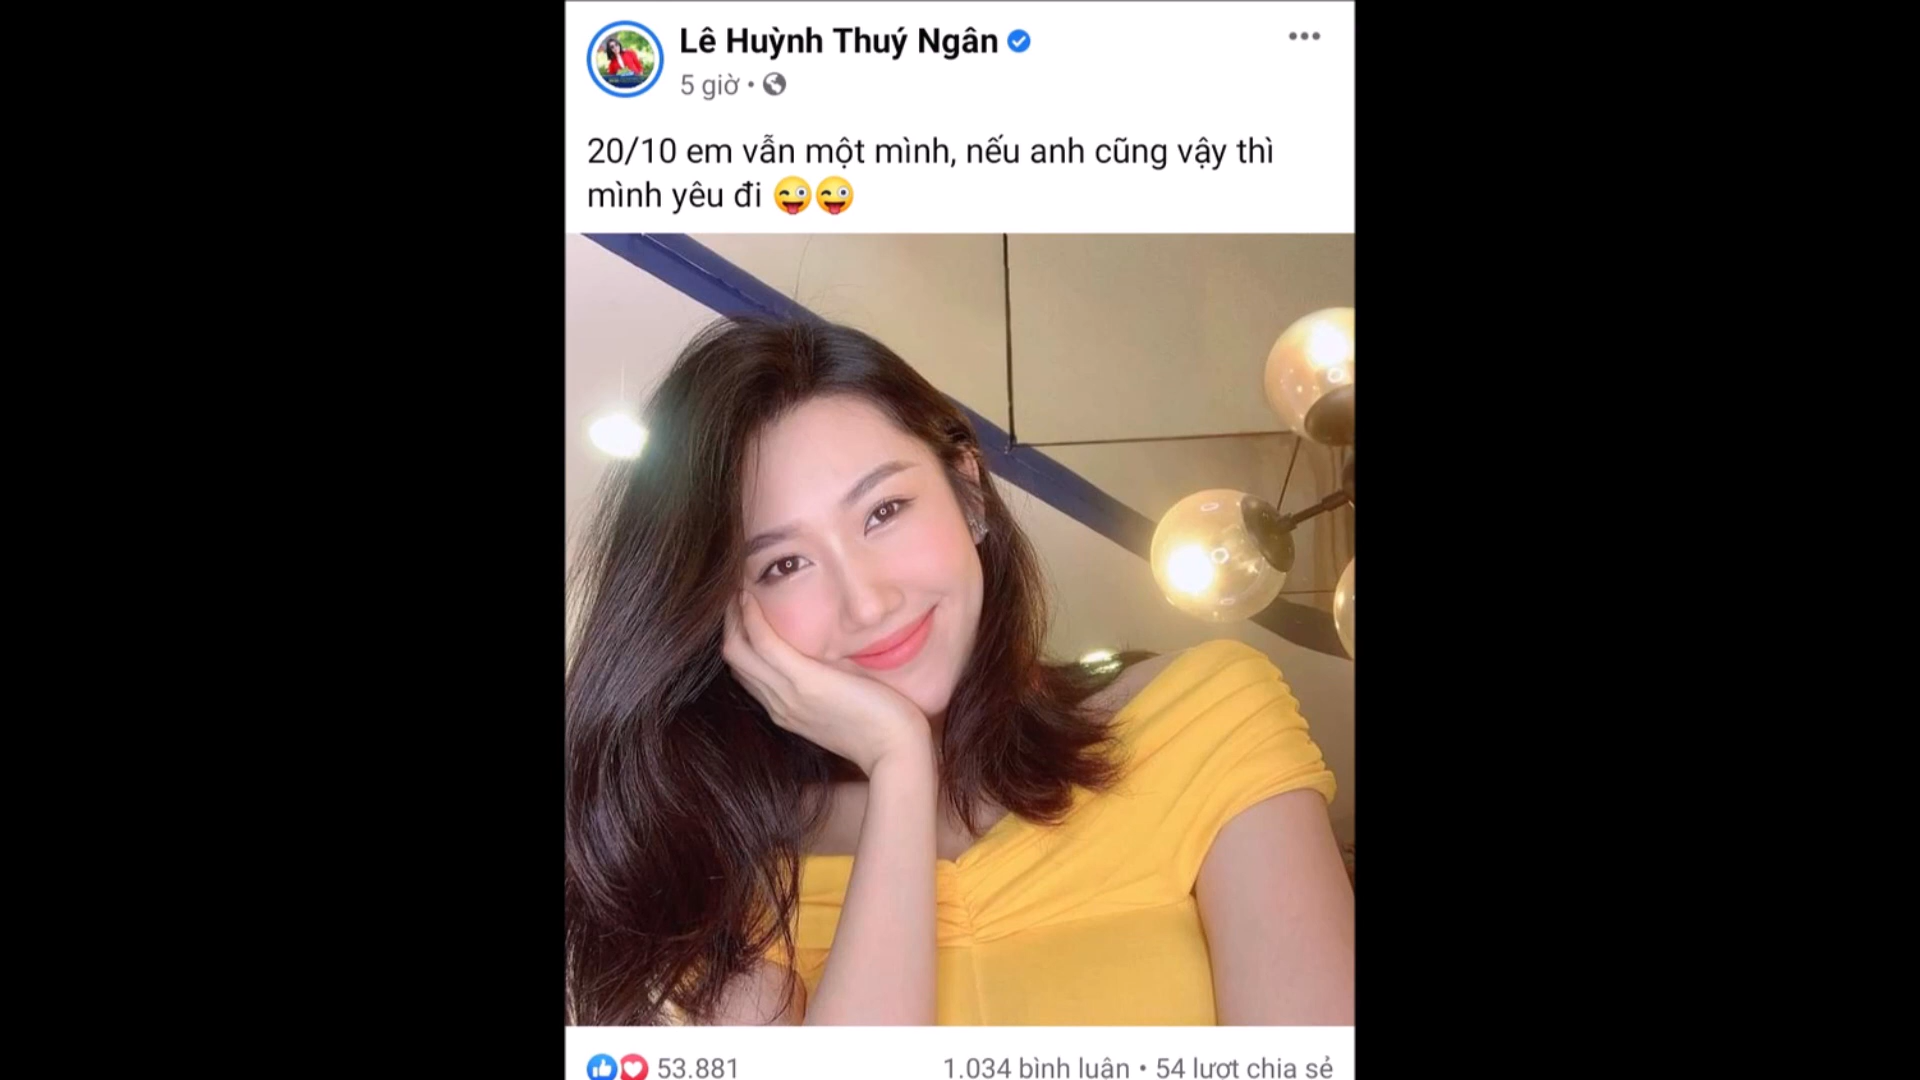 Lê Huỳnh Thuý Ngân
5 giờ •
20/10 em vẫn một mình, nếu anh cũng vậy thì
mình yêu đi 😜😜
53.881
1.034 bình luận • 54 lượt chia sẻ